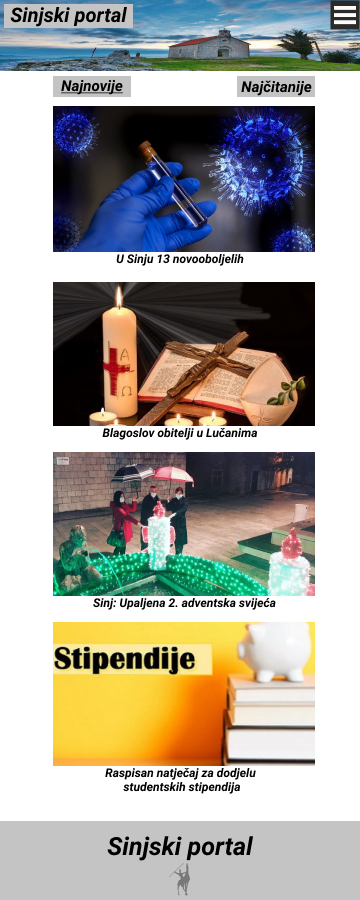 Sinjski portal
Najnovije
Najčitanije
U Sinju 13 novooboljelih
Blagoslov obitelji u Lučanima
Α
Ω
Sinj: Upaljena 2. adventska svijeća
Stipendije
Raspisan natječaj za dodjelu
studentskih stipendija
Sinjski portal